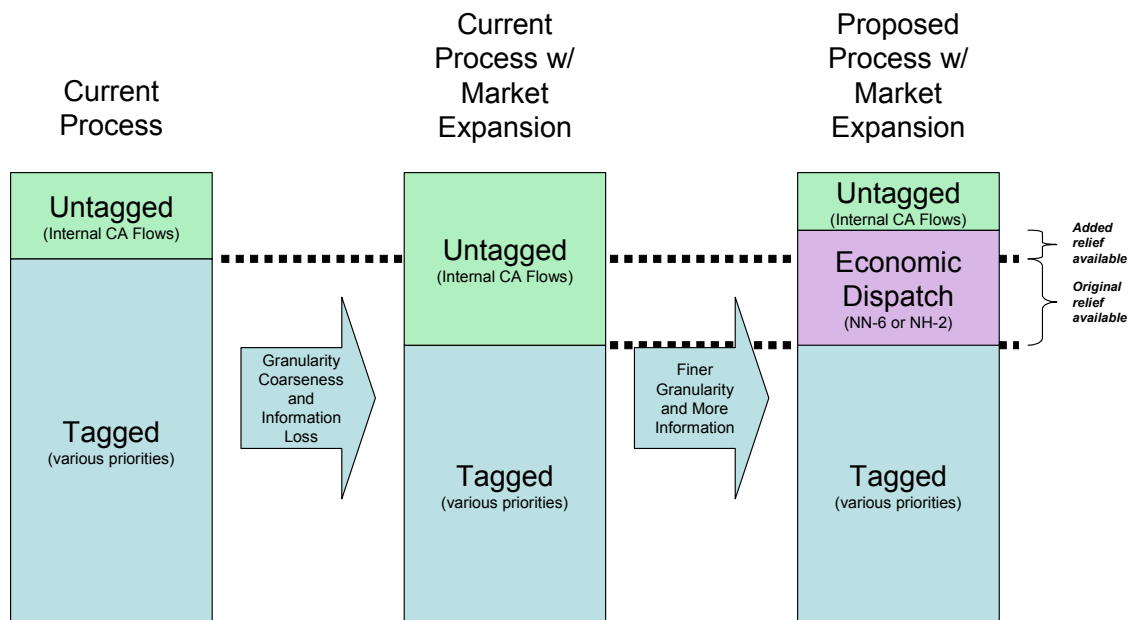 Current
Process
Current
Process w/
Market
Expansion
Proposed
Process w/
Market
Expansion
Untagged
(Internal CA Flows)
Tagged
(various priorities)
Granularity
Coarseness
and
Information
Loss
Untagged
(Internal CA Flows)
Tagged
(various priorities)
Finer
Granularity
and More
Information
Untagged
(Internal CA Flows)
Economic
Dispatch
(NN-6 or NH-2)
Tagged
(various priorities)
Added
relief
available
Original
relief
available